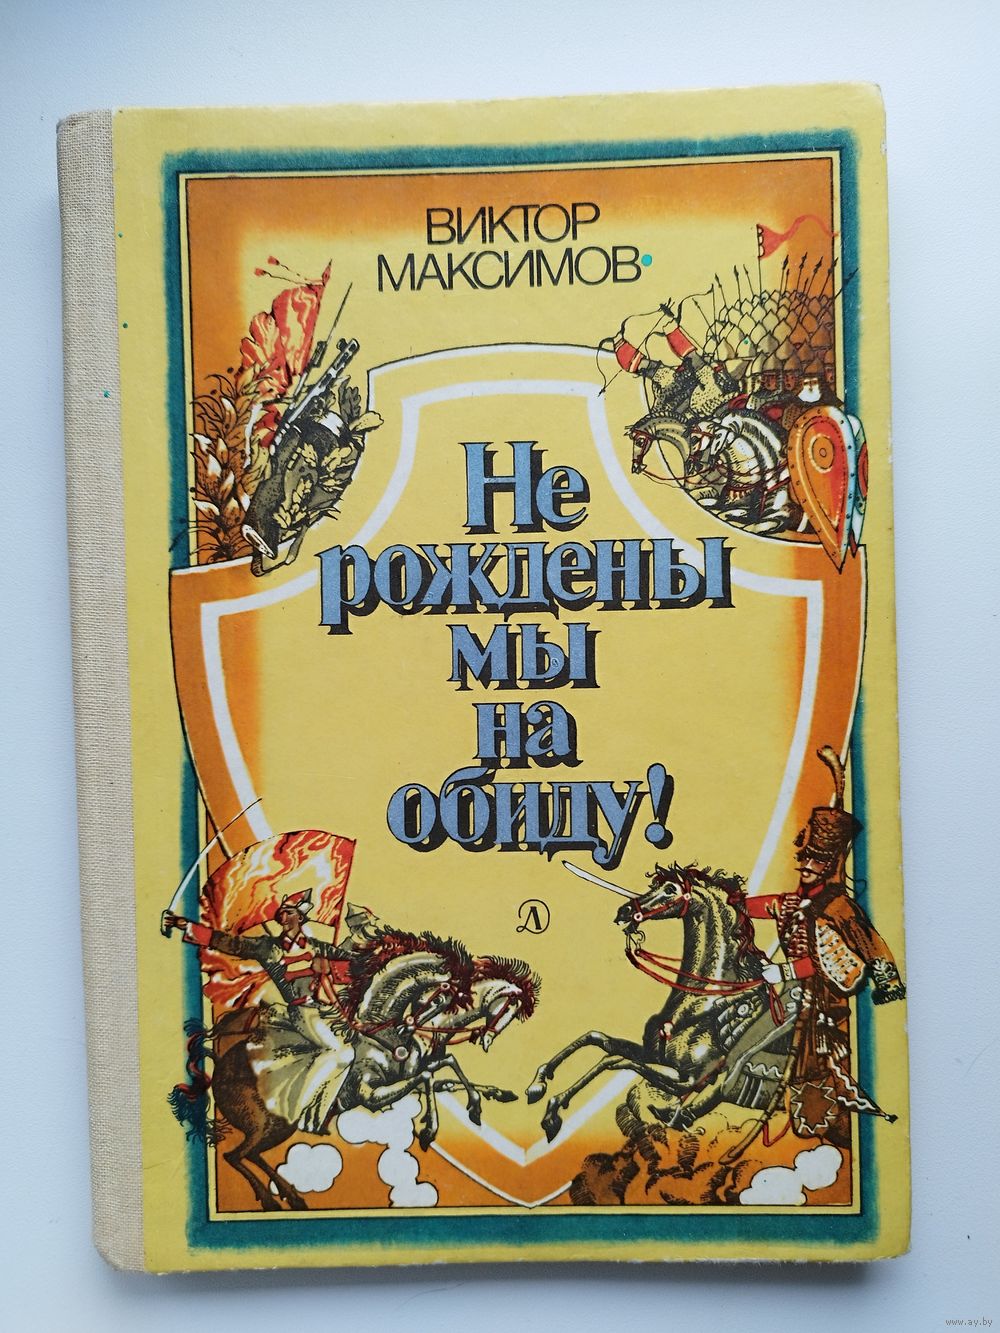 ВИКТОР
МАКСИМОВ
Не
рождены
мы
на
обиду!
Д
www.ay.by